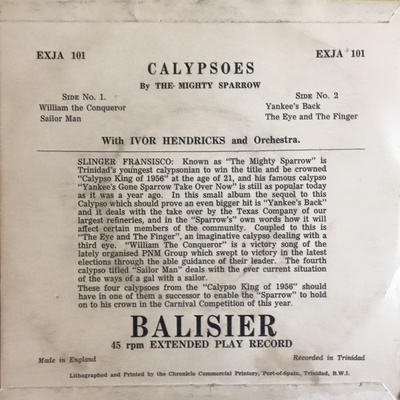 EXJA 101 EXJA 101
CALYPSOES
By THE MIGHTY SPARROW
Side No. 1. Side No. 2
William the Conqueror Yankee's Back
Sailor Man The Eye and The Finger
With IVOR HENDRICKS and Orchestra.
SLINGER FRANSISCO: Known as "The Mighty Sparrow" is
Trinidad's youngest calypsonian to win the title and be crowned
"Calypso King of 1956" at the age of 21, and his famous calypso
"Yankee's Gone Sparrow Take Over Now" is still as popular today
as it was a year ago. In this small album the sequel to this
Calypso which should prove an even bigger hit is "Yankee's Back"
and it deals with the take over by the Texas Company of our
largest refineries, and in the "Sparrow's" own words how it will
affect certain members of the community. Coupled to this is
"The Eye and The Finger", an imaginative calypso dealing with a
third eye. "William The Conqueror" is a victory song of the
lately organised PNM Group which swept to victory in the latest
elections through the able guidance of their leader. The fourth
calypso titled "Sailor Man" deals with the ever current situation
of the ways of a gal with a sailor.
These four calypsos from the "Calypso King of 1956" should
have in one of them a successor to enable the "Sparrow" to hold
on to his crown in the Carnival Competition of this year.
BALISIER
45 rpm EXTENDED PLAY RECORD
Made in England Recorded in Trinidad
Lithographed and Printed by the Chronicle Commercial Printery, Port-of-Spain, Trinidad, B.W.I.